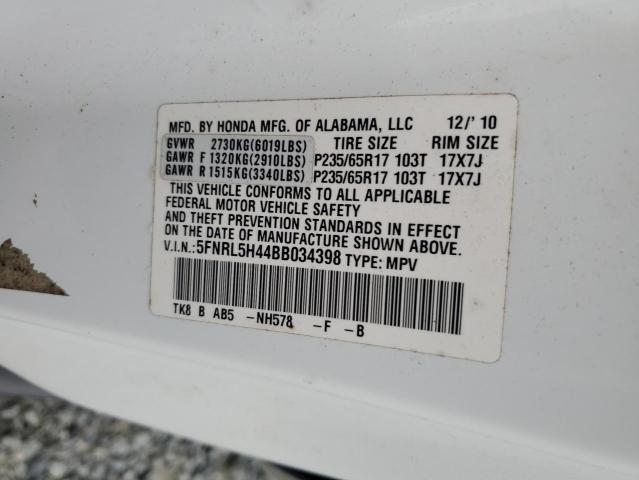 MFD. BY HONDA MFG. OF ALABAMA, LLC 12/'10
GVWR 2730KG(6019LBS) TIRE SIZE RIM SIZE
GAWR F 1320KG(2910LBS) P235/65R17 103T 17X7J
GAWR R 1515KG(3340LBS) P235/65R17 103T 17X7J
THIS VEHICLE CONFORMS TO ALL APPLICABLE
FEDERAL MOTOR VEHICLE SAFETY
AND THEFT PREVENTION STANDARDS IN EFFECT
ON THE DATE OF MANUFACTURE SHOWN ABOVE.
V.I.N.: 5FNRL5H44BB034398 TYPE: MPV
TK8 B AB5 -NH578 -F -B